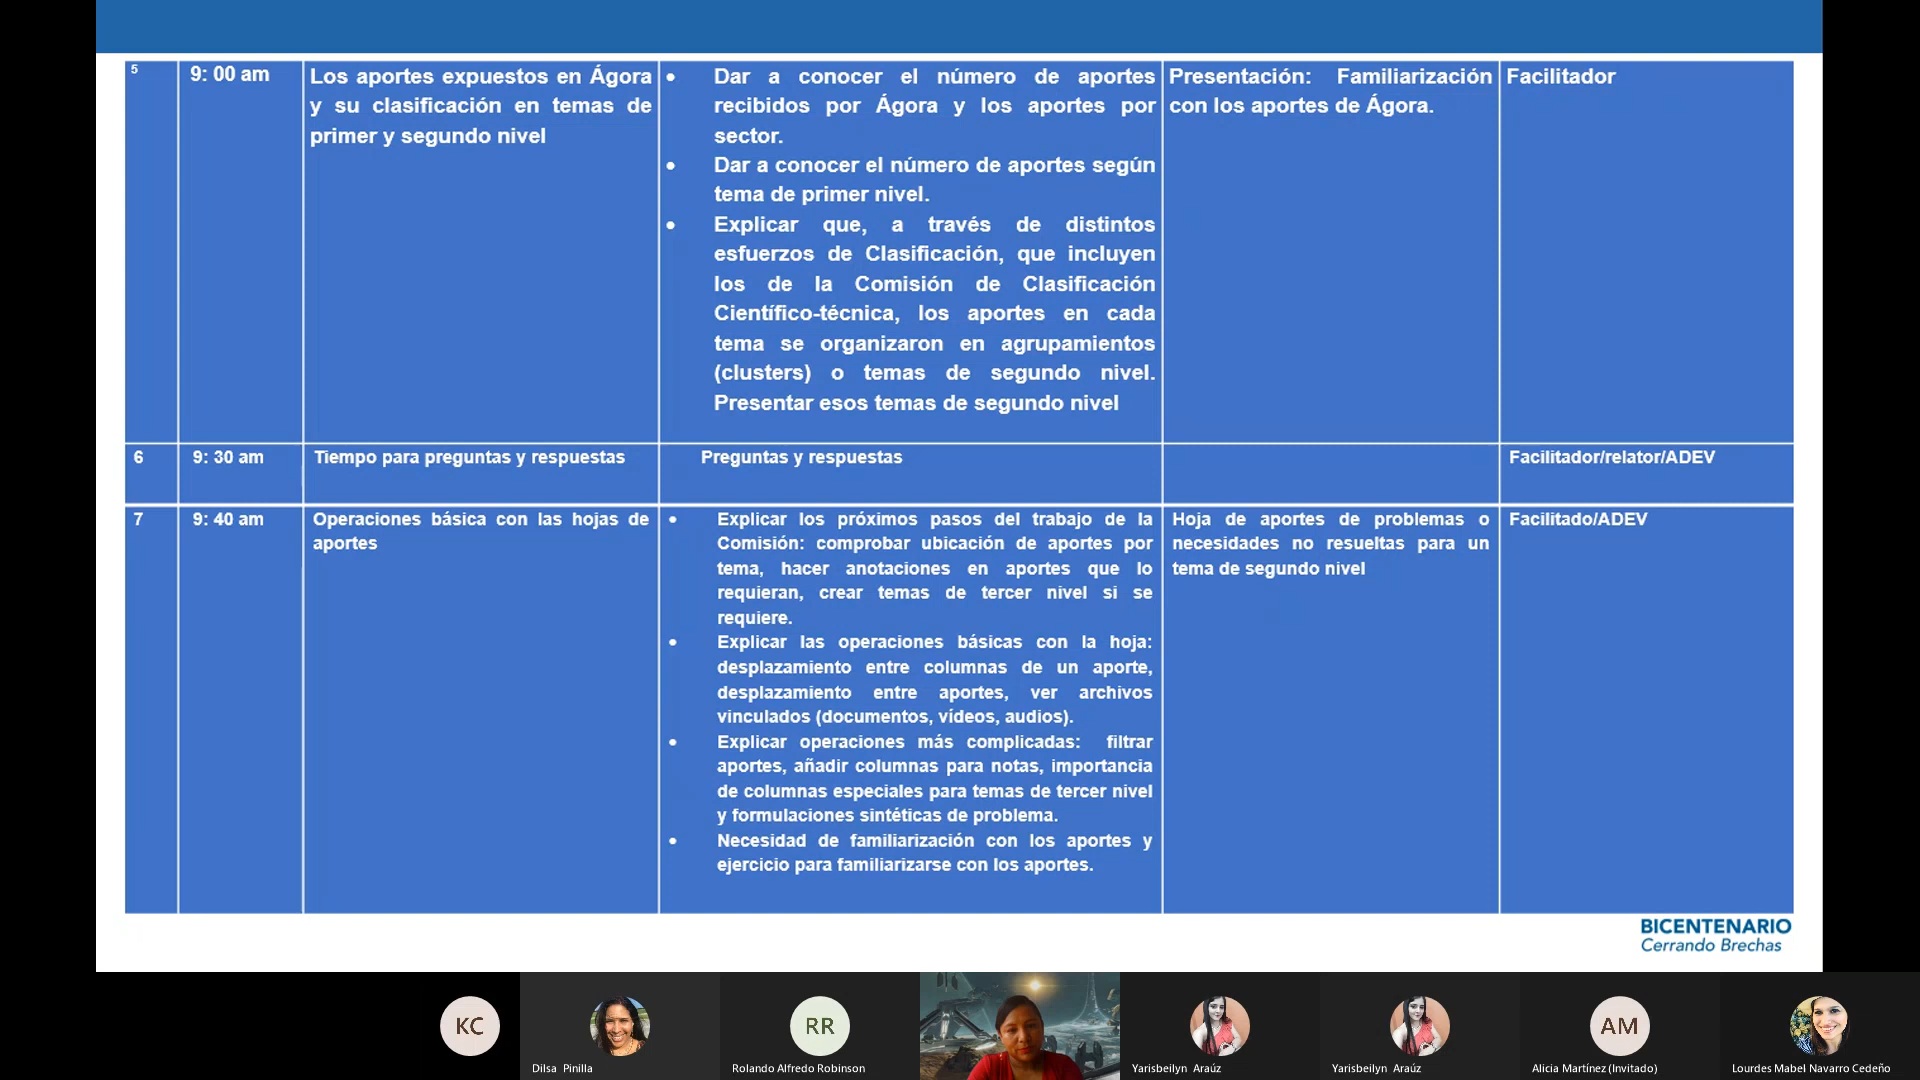 5
9: 00 am
Los aportes expuestos en Ágora
y su clasificación en temas de
primer y segundo nivel
• Dar a conocer el número de aportes
recibidos por Ágora y los aportes por
sector.
• Dar a conocer el número de aportes según
tema de primer nivel.
• Explicar que, a través de distintos
esfuerzos de Clasificación, que incluyen
los de la Comisión de Clasificación
Científico-técnica, los aportes en cada
tema se organizaron en agrupamientos
(clusters) o temas de segundo nivel.
Presentar esos temas de segundo nivel
Presentación: Familiarización
con los aportes de Ágora.
Facilitador
6
9: 30 am
Tiempo para preguntas y respuestas
Preguntas y respuestas
Facilitador/relator/ADEV
7
9: 40 am
Operaciones básica con las hojas de
aportes
• Explicar los próximos pasos del trabajo de la
Comisión: comprobar ubicación de aportes por
tema, hacer anotaciones en aportes que lo
requieran, crear temas de tercer nivel si se
requiere.
• Explicar las operaciones básicas con la hoja:
desplazamiento entre columnas de un aporte,
desplazamiento entre aportes, ver archivos
vinculados (documentos, vídeos, audios).
• Explicar operaciones más complicadas: filtrar
aportes, añadir columnas para notas, importancia
de columnas especiales para temas de tercer nivel
y formulaciones sintéticas de problema.
• Necesidad de familiarización con los aportes y
ejercicio para familiarizarse con los aportes.
Hoja de aportes de problemas o
necesidades no resueltas para un
tema de segundo nivel
Facilitado/ADEV
BICENTENARIO
Cerrando Brechas
KC
Dilsa Pinilla
RR
Rolando Alfredo Robinson
Yarisbeilyn Araúz
Yarisbeilyn Araúz
AM
Alicia Martínez (Invitado)
Lourdes Mabel Navarro Cedeño